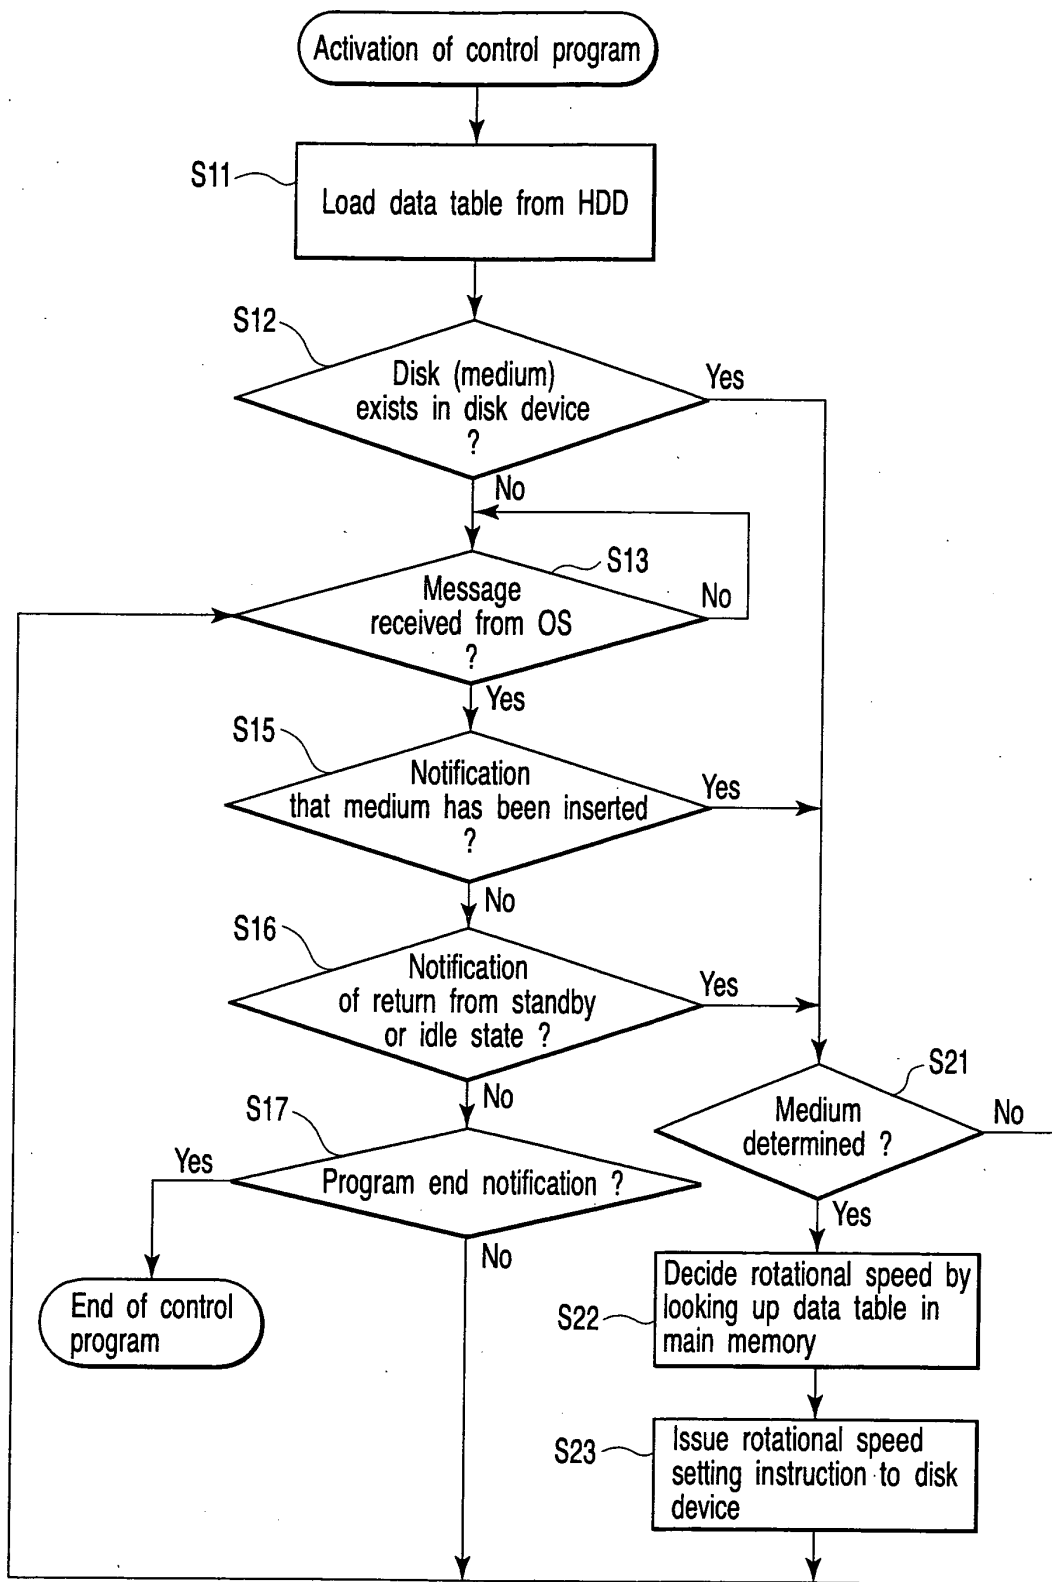 Activation of control program
S11
Load data table from HDD
S12
Disk (medium)
exists in disk device
?
Yes
No
S13
Message
received from OS
?
No
Yes
S15
Notification
that medium has been inserted
?
Yes
No
S16
Notification
of return from standby
or idle state ?
Yes
No
S21
Medium
determined ?
No
Yes
S17
Program end notification ?
Yes
No
End of control
program
S22
Decide rotational speed by
looking up data table in
main memory
S23
Issue rotational speed
setting instruction to disk
device